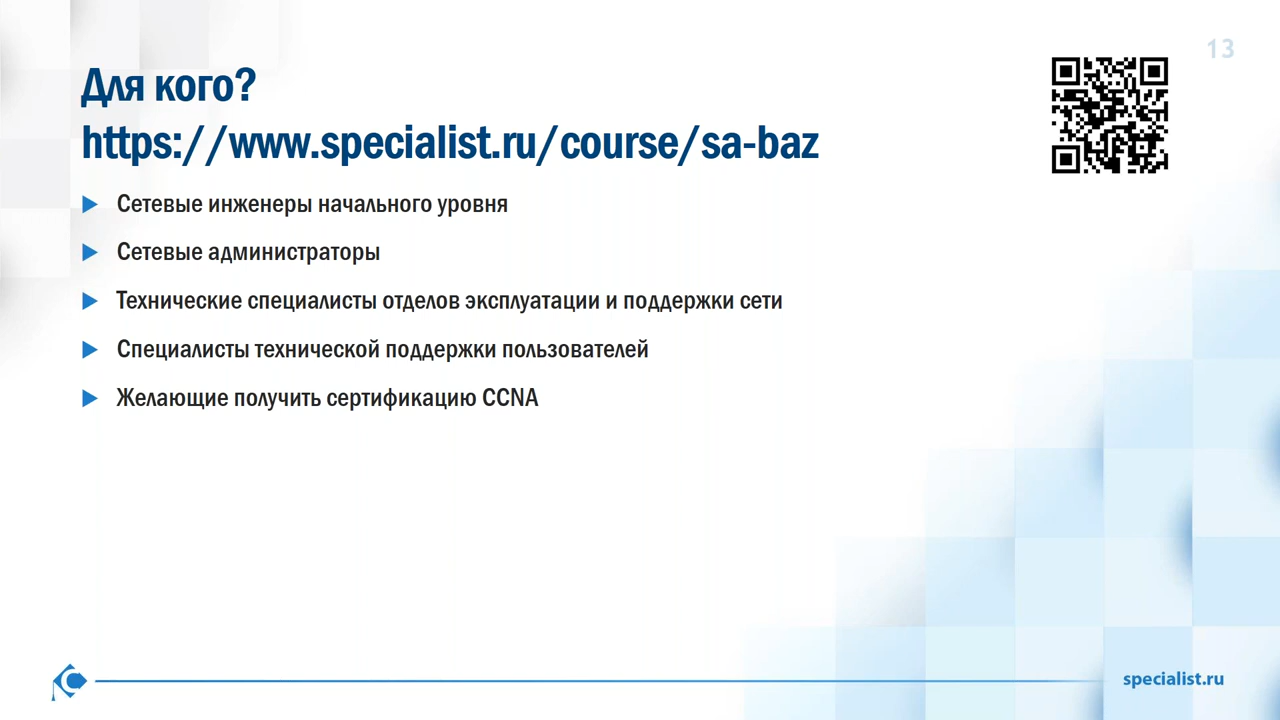 13
Для кого?
https://www.specialist.ru/course/sa-baz
Сетевые инженеры начального уровня
Сетевые администраторы
Технические специалисты отделов эксплуатации и поддержки сети
Специалисты технической поддержки пользователей
Желающие получить сертификацию CCNA
specialist.ru